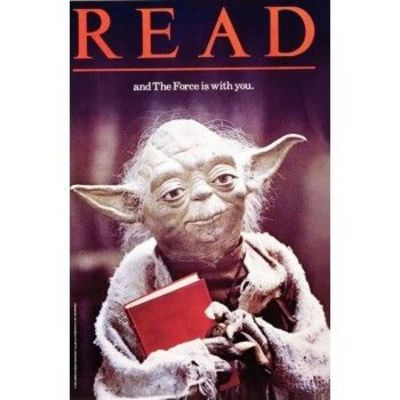 READ
and The Force is with you.